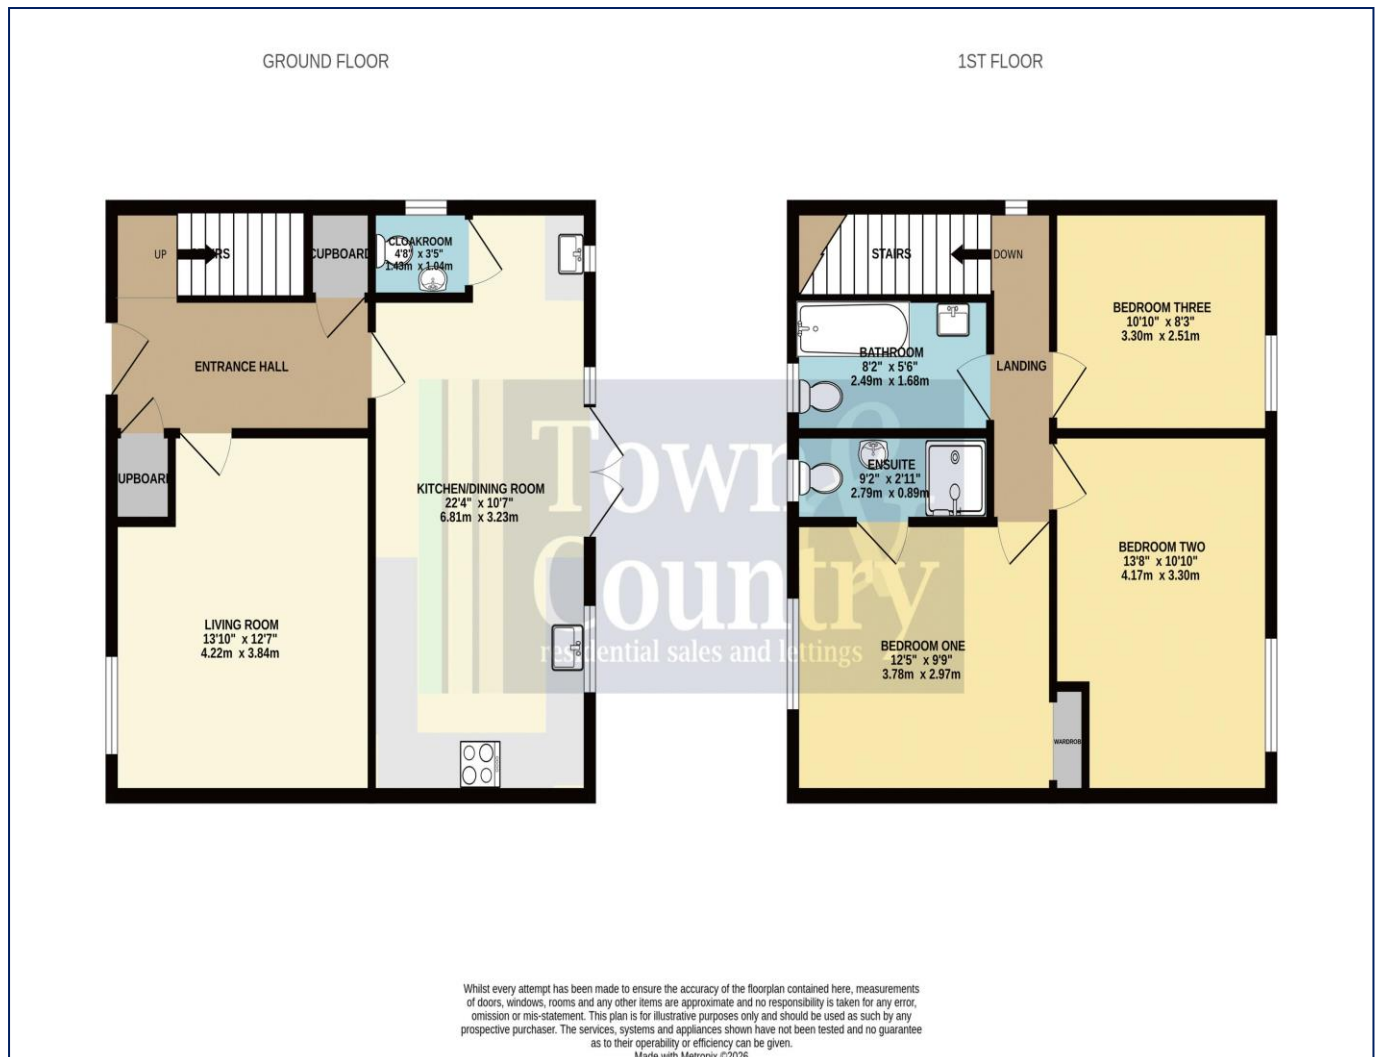 GROUND FLOOR
1ST FLOOR
UP
STAIRS
CUPBOARD
CLOAKROOM
4'8" x 3'5"
1.43m x 1.04m
ENTRANCE HALL
CUPBOARD
KITCHEN/DINING ROOM
22'4" x 10'7"
6.81m x 3.23m
LIVING ROOM
13'10" x 12'7"
4.22m x 3.84m
STAIRS
DOWN
BEDROOM THREE
10'10" x 8'3"
3.30m x 2.51m
BATHROOM
8'2" x 5'6"
2.49m x 1.68m
LANDING
ENSUITE
9'2" x 2'11"
2.79m x 0.89m
BEDROOM TWO
13'8" x 10'10"
4.17m x 3.30m
BEDROOM ONE
12'5" x 9'9"
3.78m x 2.97m
WARDROBE
Town
Country
residential sales and lettings
Whilst every attempt has been made to ensure the accuracy of the floorplan contained here, measurements
of doors, windows, rooms and any other items are approximate and no responsibility is taken for any error,
omission or mis-statement. This plan is for illustrative purposes only and should be used as such by any
prospective purchaser. The services, systems and appliances shown have not been tested and no guarantee
as to their operability or efficiency can be given.
Made with Metropix ©2026